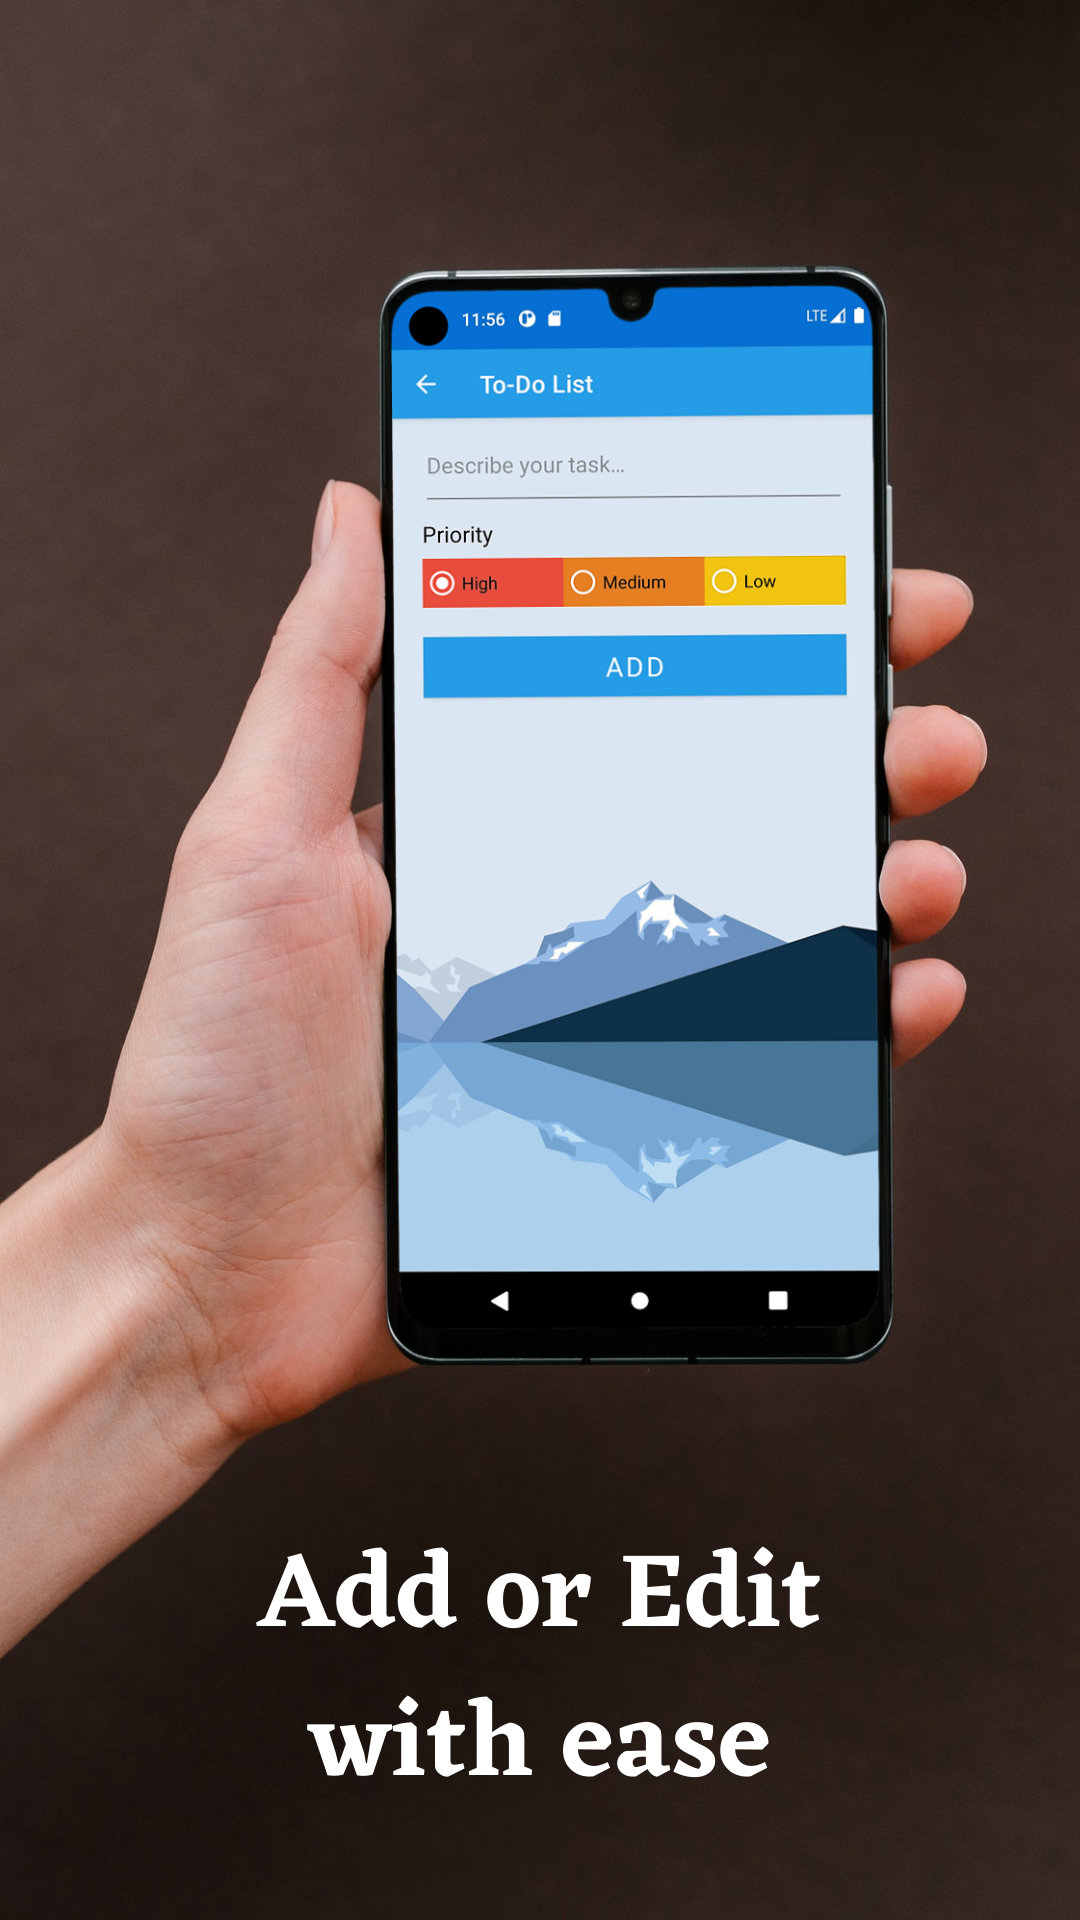 11:56 LTE
To-Do List
Describe your task...
Priority
High Medium Low
ADD
Add or Edit
with ease